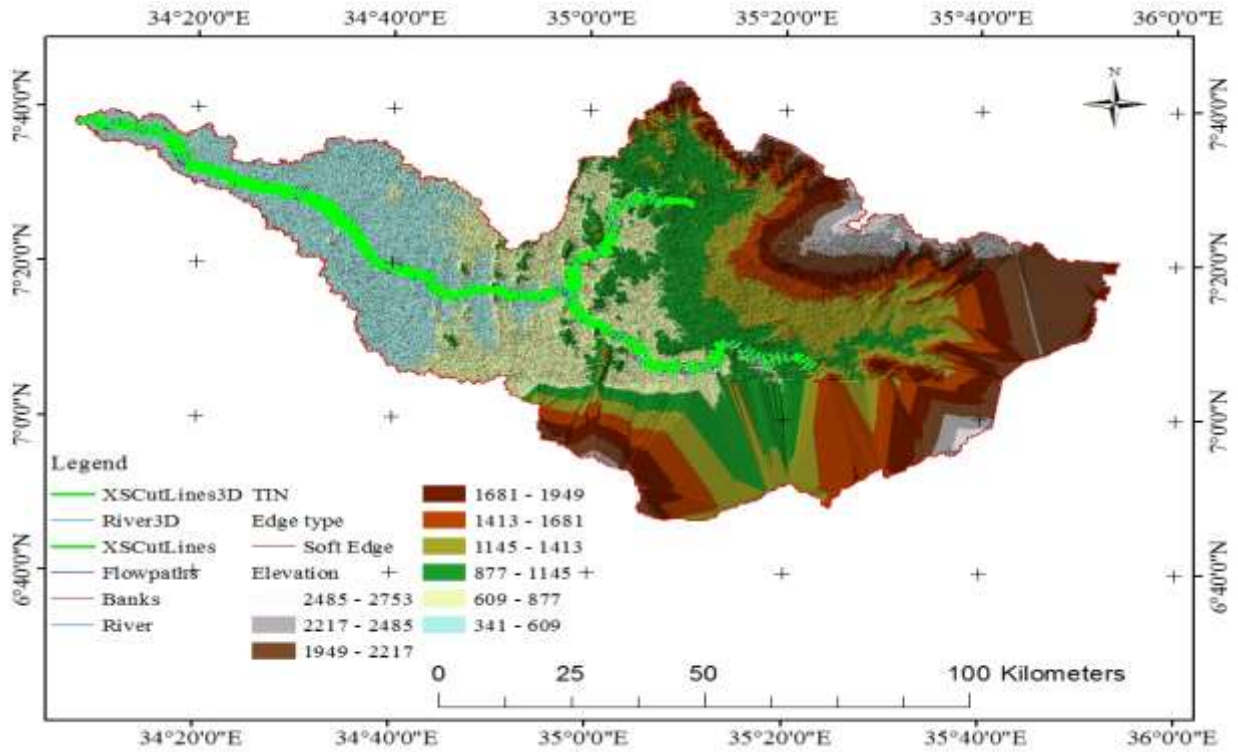 34°20'0"E 34°40'0"E 35°0'0"E 35°20'0"E 35°40'0"E 36°0'0"E
N
7°40'0"N 7°40'0"N
7°20'0"N 7°20'0"N
7°0'0"N 7°0'0"N
6°40'0"N 6°40'0"N
Legend
XSCutLines3D
River3D
XSCutLines
Flowpaths
Banks
River
TIN
Edge type
Soft Edge
Elevation
2485 - 2753
2217 - 2485
1949 - 2217
1681 - 1949
1413 - 1681
1145 - 1413
877 - 1145
609 - 877
341 - 609
0 25 50 100 Kilometers
34°20'0"E 34°40'0"E 35°0'0"E 35°20'0"E 35°40'0"E 36°0'0"E